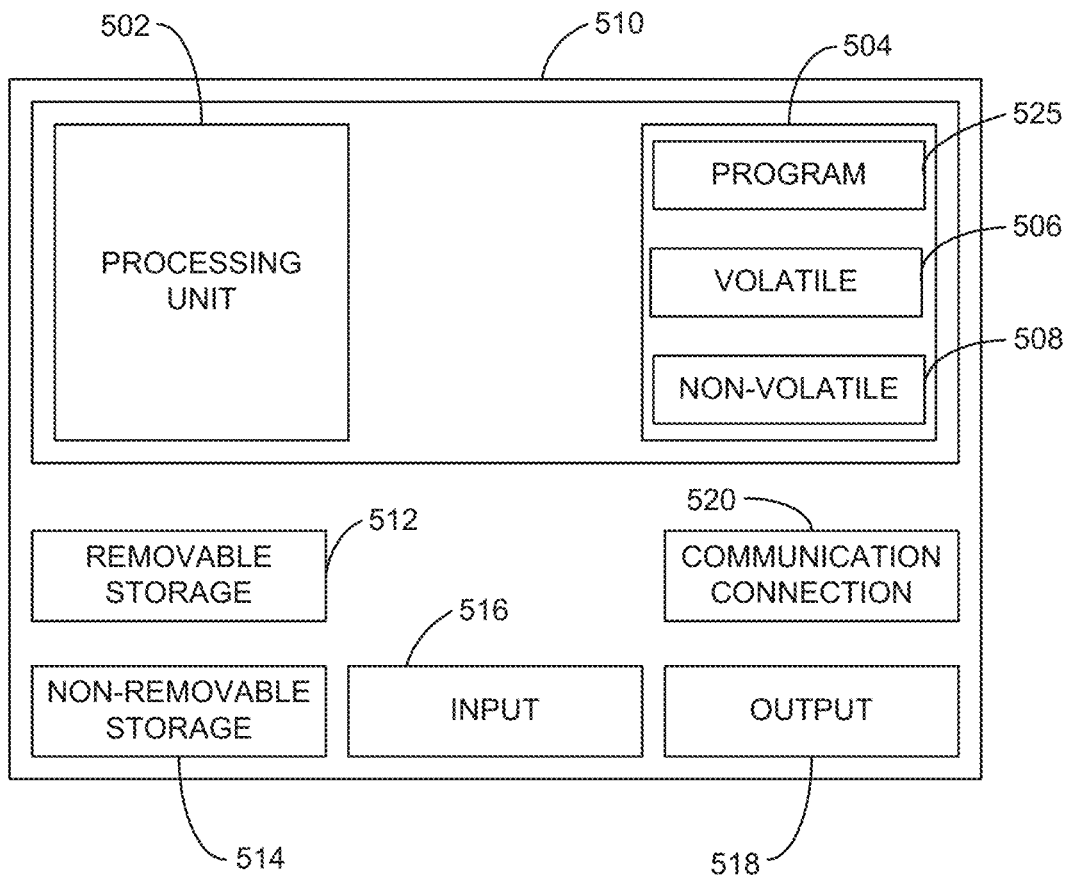 502
510
504
525
PROGRAM
506
PROCESSING
UNIT
VOLATILE
508
NON-VOLATILE
512
520
REMOVABLE
STORAGE
COMMUNICATION
CONNECTION
516
NON-REMOVABLE
STORAGE
INPUT
OUTPUT
514
518